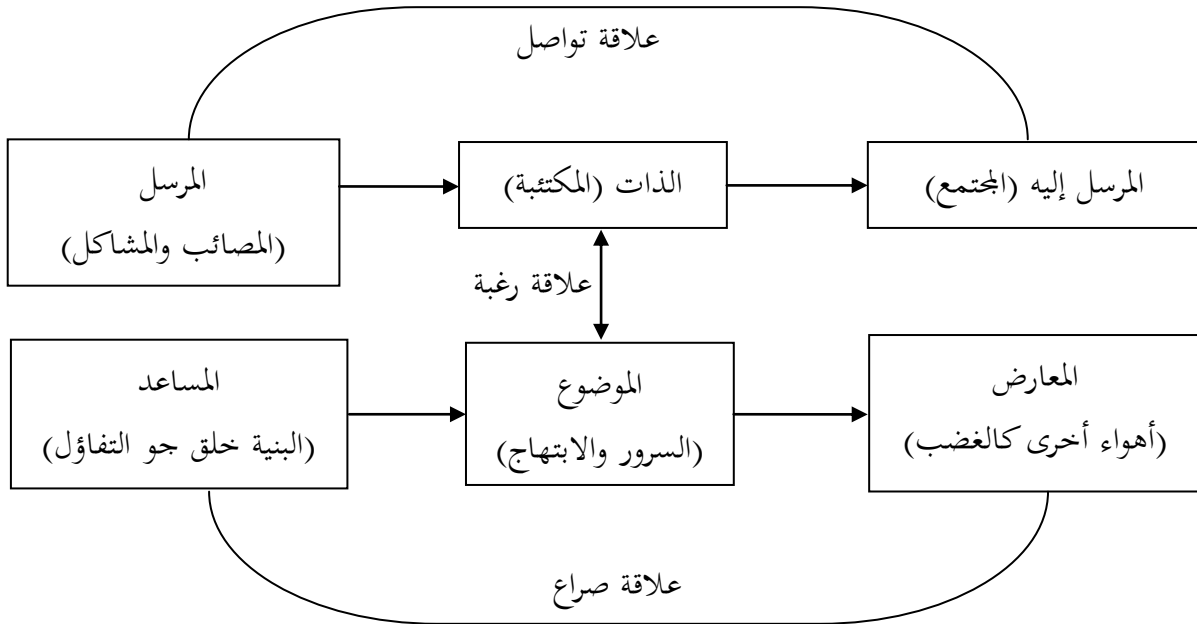 علاقة تواصل
المرسل
(المصائب والمشاكل)
الذات (المكتئبة)
المرسل إليه (المجتمع)
علاقة رغبة
المساعد
(البنية خلق جو التفاؤل)
الموضوع
(السرور والابتهاج)
المعارض
(أهواء أخرى كالغضب)
علاقة صراع